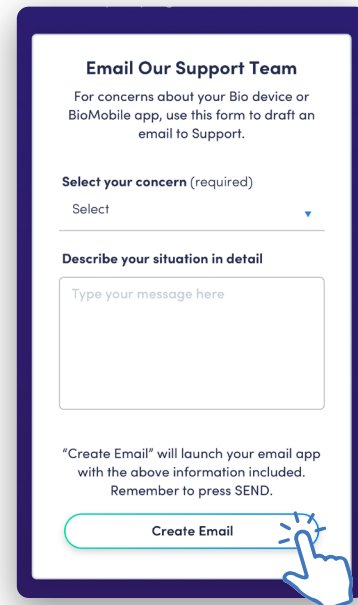 Email Our Support Team
For concerns about your Bio device or
BioMobile app, use this form to draft an
email to Support.
Select your concern (required)
Select
Describe your situation in detail
Type your message here
“Create Email” will launch your email app
with the above information included.
Remember to press SEND.
Create Email